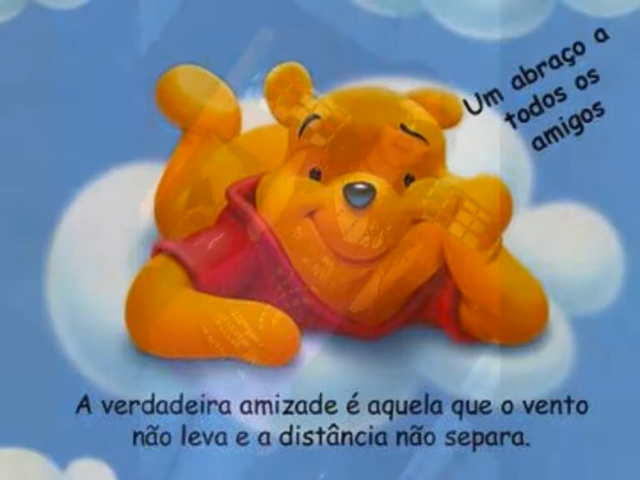 Um abraço a
todos os
amigos
A verdadeira amizade é aquela que o vento
não leva e a distância não separa.